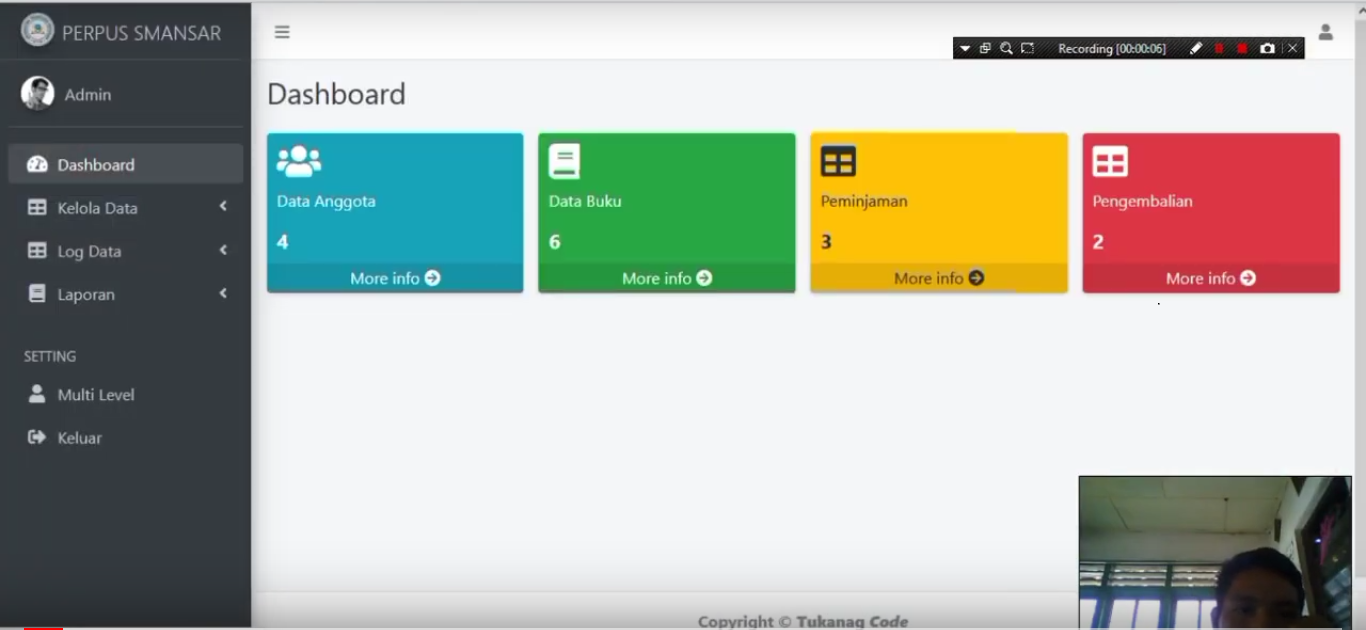 PERPUS SMANSAR
Recording [00:00:06]
Admin
Dashboard
Dashboard
Kelola Data
Log Data
Laporan
SETTING
Multi Level
Keluar
Data Anggota
4
More info
Data Buku
6
More info
Peminjaman
3
More info
Pengembalian
2
More info
Copyright © Tukanag Code